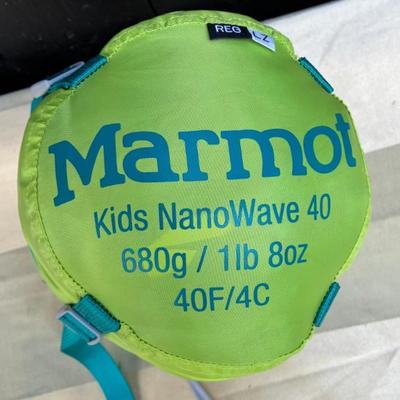 REG LZ
Marmot
Kids NanoWave 40
680g / 1lb 8oz
40F/4C